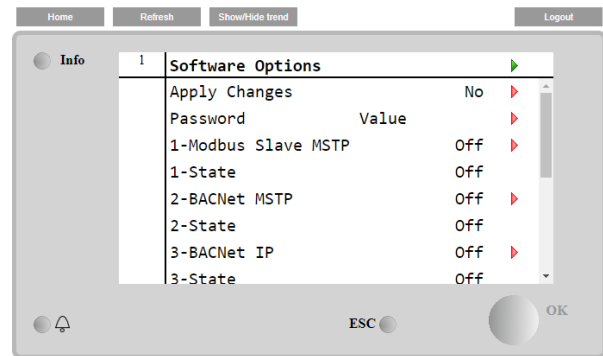 Home Refresh Show/Hide trend Logout
Info
1 Software Options
Apply Changes No
Password Value
1-Modbus Slave MSTP Off
1-State Off
2-BACNet MSTP Off
2-State Off
3-BACNet IP Off
3-State Off
ESC OK